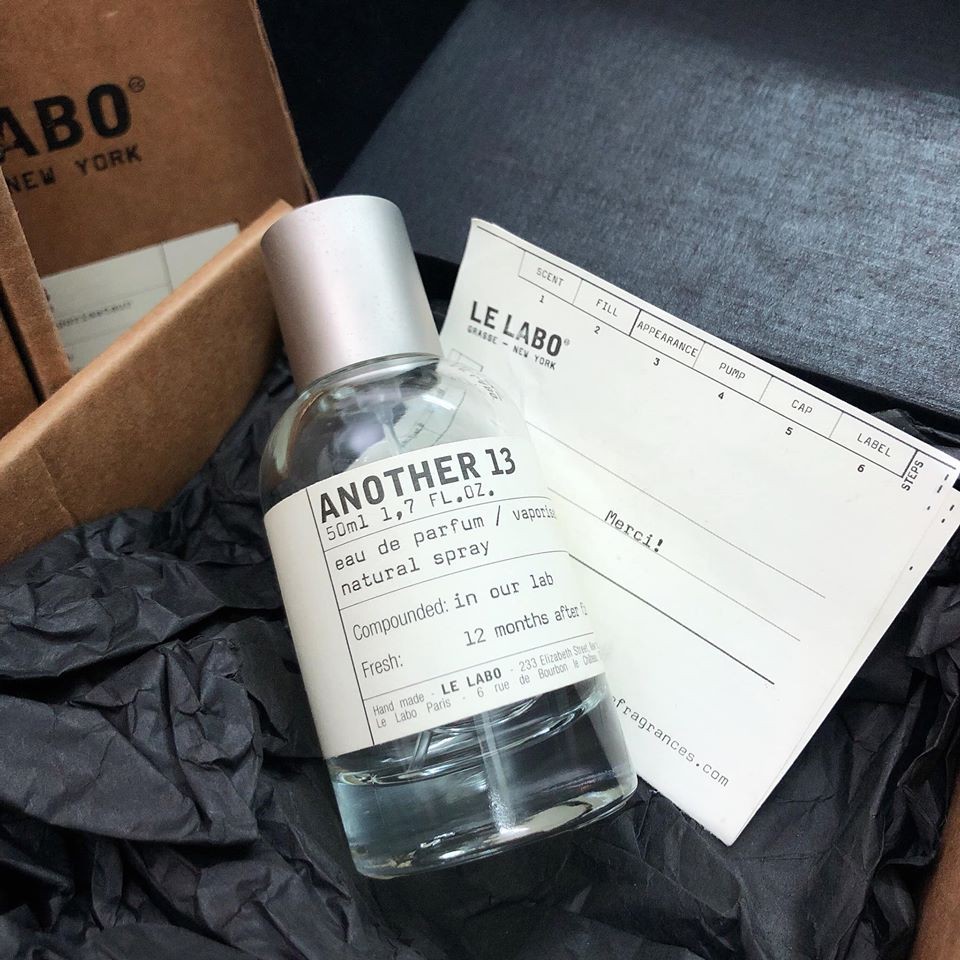 ABO
NEW YORK
SCENT FILL APPEARANCE PUMP CAP LABEL
1 2 3 4 5 6
STEPS
LE LABO
GRASSE - NEW YORK
Merci!
fragrances.com
ANOTHER 13
50ml 1,7 FL.OZ.
eau de parfum /
natural spray
Compounded: in our lab
Fresh: 12 months after
Hand made - LE LABO - 233 Elizabeth Street,
Le Labo Paris - 6 rue de Bourbon le Château